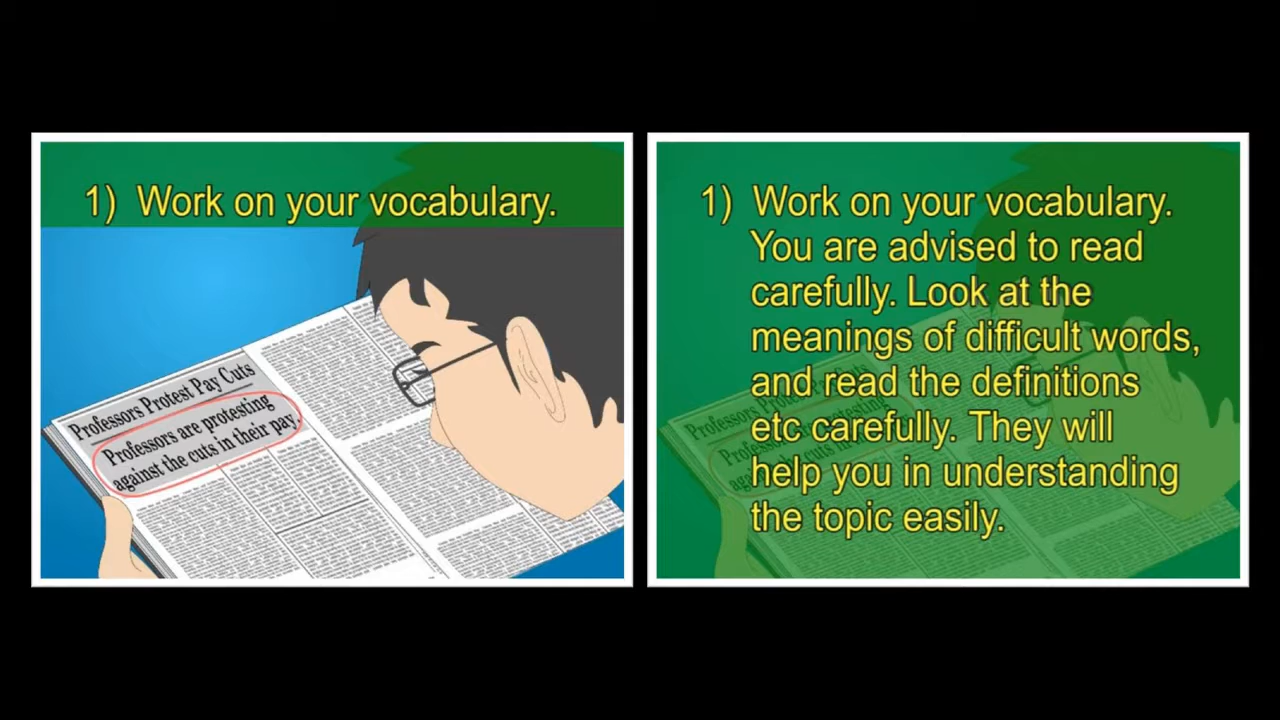 1) Work on your vocabulary.
Professors Protest Pay Cuts
Professors are protesting
against the cuts in their pay.
1) Work on your vocabulary.
You are advised to read
carefully. Look at the
meanings of difficult words,
and read the definitions
etc carefully. They will
help you in understanding
the topic easily.